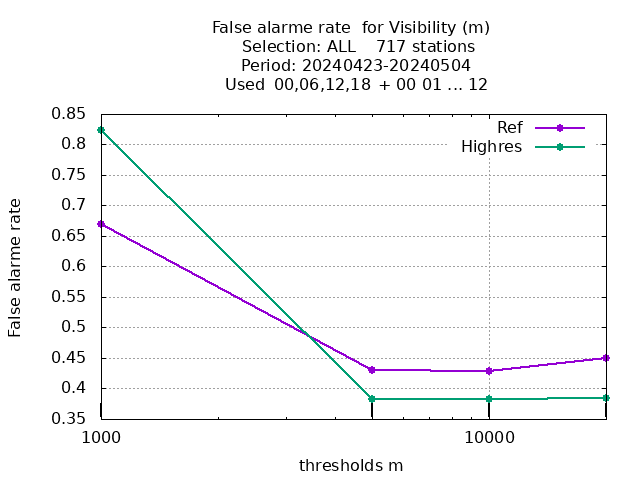 False alarme rate  for Visibility (m)
Selection: ALL    717 stations
Period: 20240423-20240504
Used  00,06,12,18 + 00 01 ... 12
Ref
Highres
0.85
0.8
0.75
0.7
0.65
0.6
0.55
0.5
0.45
0.4
0.35
False alarme rate
1000
10000
thresholds m